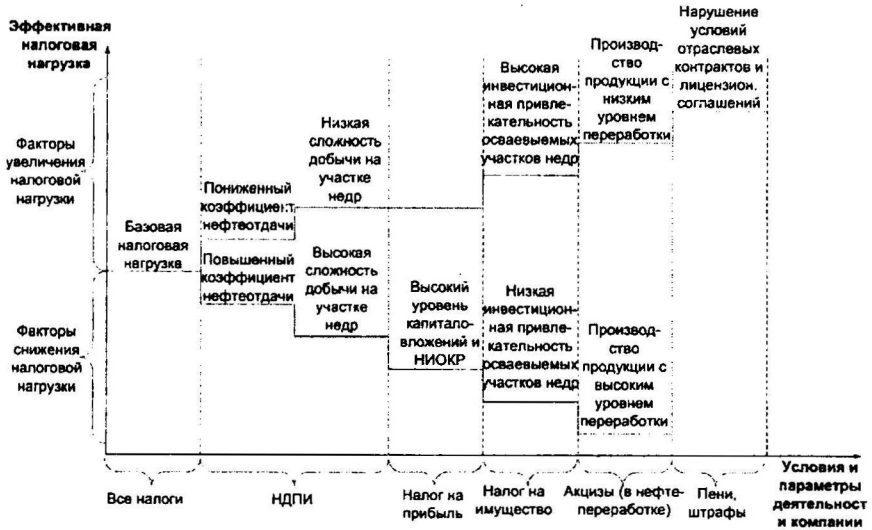 Эффективная
налоговая
нагрузка
Факторы
увеличения
налоговой
нагрузки
Факторы
снижения
налоговой
нагрузки
Базовая
налоговая
нагрузка
Пониженный
коэффициент
нефтеотдачи
Повышенный
коэффициент
нефтеотдачи
Низкая
сложность
добычи на
участке
недр
Высокая
сложность
добычи на
участке
недр
Высокий
уровень
капитало-
вложений и
НИОКР
Высокая
инвестицион-
ная привле-
кательность
осваеваемых
участков недр
Низкая
инвестицион-
ная привле-
кательность
осваеваемых
участков недр
Производ-
ство
продукции с
низким
уровнем
переработки
Производ-
ство
продукции с
высоким
уровнем
переработки
Нарушение
условий
отраслевых
контрактов и
лицензион.
соглашений
Все налоги
НДПИ
Налог на
прибыль
Налог на
имущество
Акцизы (в нефте-
переработке)
Пени,
штрафы
Условия и
параметры
деятельност
и компании